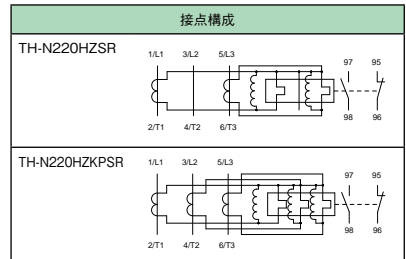 接点構成
TH-N220HZSR
1/L1 3/L2 5/L3
97 95
98 96
2/T1 4/T2 6/T3
TH-N220HZKPSR
1/L1 3/L2 5/L3
97 95
98 96
2/T1 4/T2 6/T3